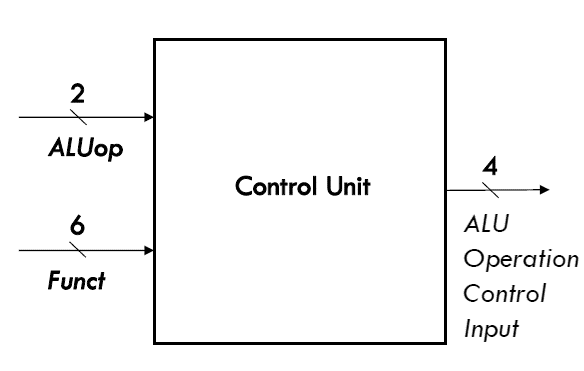 2
ALUop
6
Funct
Control Unit
4
ALU
Operation
Control
Input